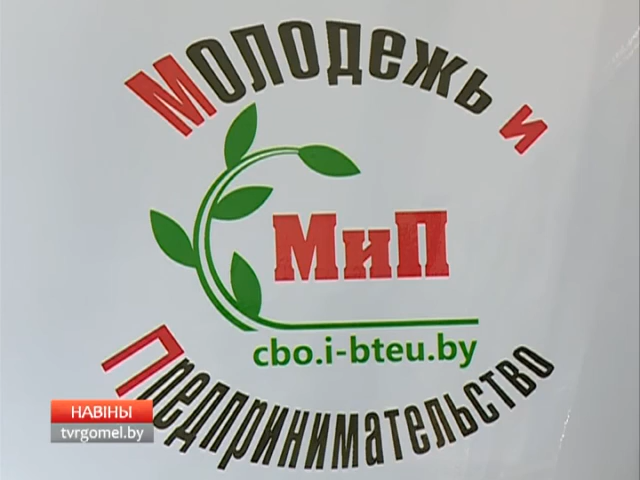 Молодежь и
МиП
cbo.i-bteu.by
Предпринимательство
НАВІНЫ
tvrgomel.by